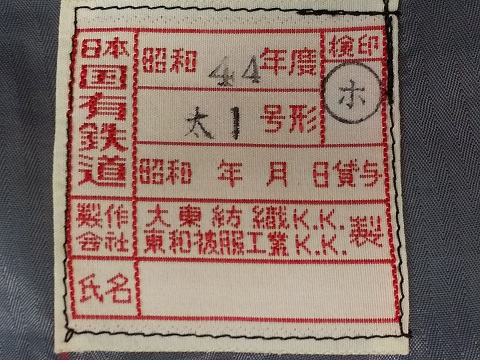 日本国有鉄道
昭和44年度
検印
ホ
太1号形
昭和 年 月 日貸与
製作会社
大東紡織K.K.
東和被服工業K.K.
製
氏名